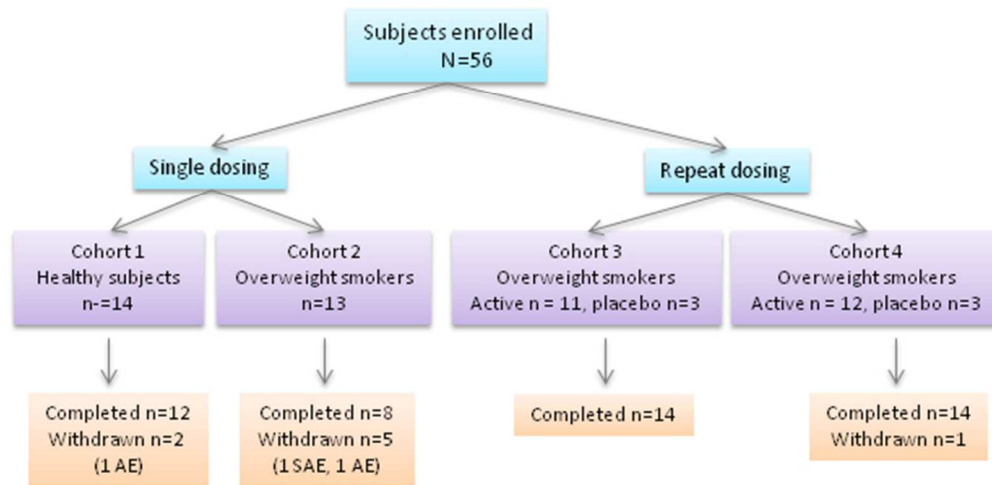 Subjects enrolled
N=56
Single dosing
Repeat dosing
Cohort 1
Healthy subjects
n-=14
Cohort 2
Overweight smokers
n=13
Cohort 3
Overweight smokers
Active n = 11, placebo n=3
Cohort 4
Overweight smokers
Active n = 12, placebo n=3
Completed n=12
Withdrawn n=2
(1 AE)
Completed n=8
Withdrawn n=5
(1 SAE, 1 AE)
Completed n=14
Completed n=14
Withdrawn n=1